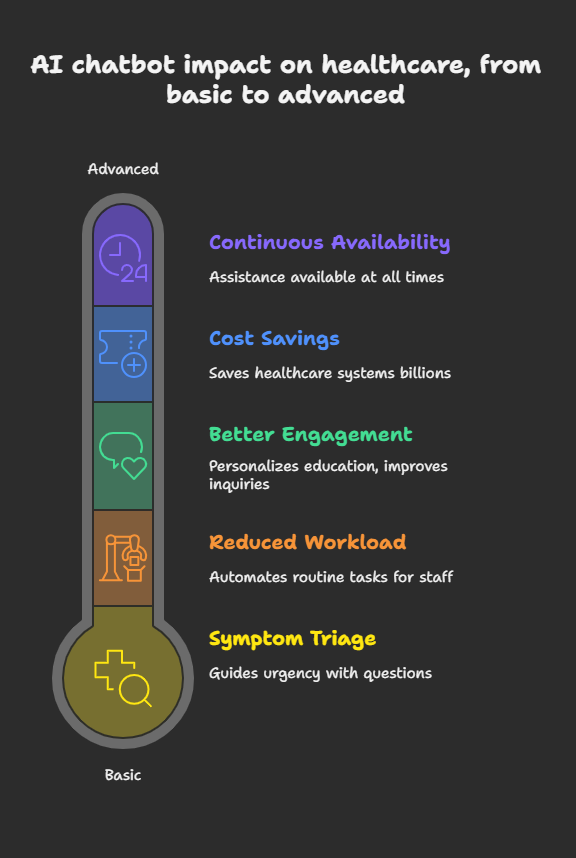 AI chatbot impact on healthcare, from
basic to advanced
Advanced
24
Continuous Availability
Assistance available at all times
Cost Savings
Saves healthcare systems billions
Better Engagement
Personalizes education, improves
inquiries
Reduced Workload
Automates routine tasks for staff
Symptom Triage
Guides urgency with questions
Basic